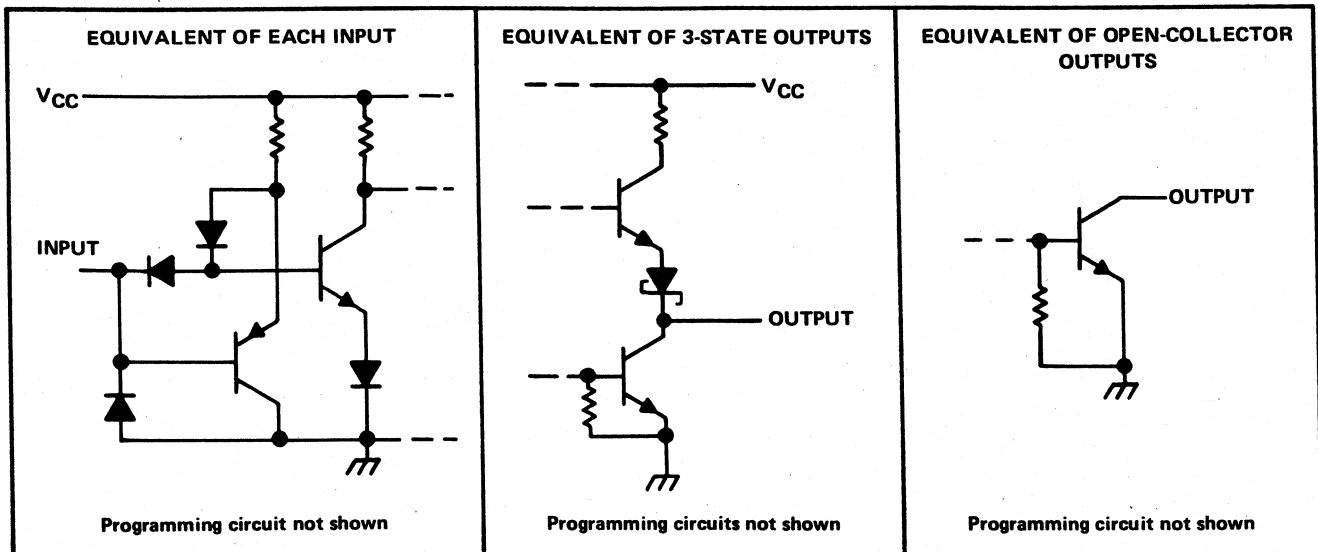 EQUIVALENT OF EACH INPUT
VCC
INPUT
Programming circuit not shown
EQUIVALENT OF 3-STATE OUTPUTS
VCC
OUTPUT
Programming circuits not shown
EQUIVALENT OF OPEN-COLLECTOR
OUTPUTS
OUTPUT
Programming circuit not shown